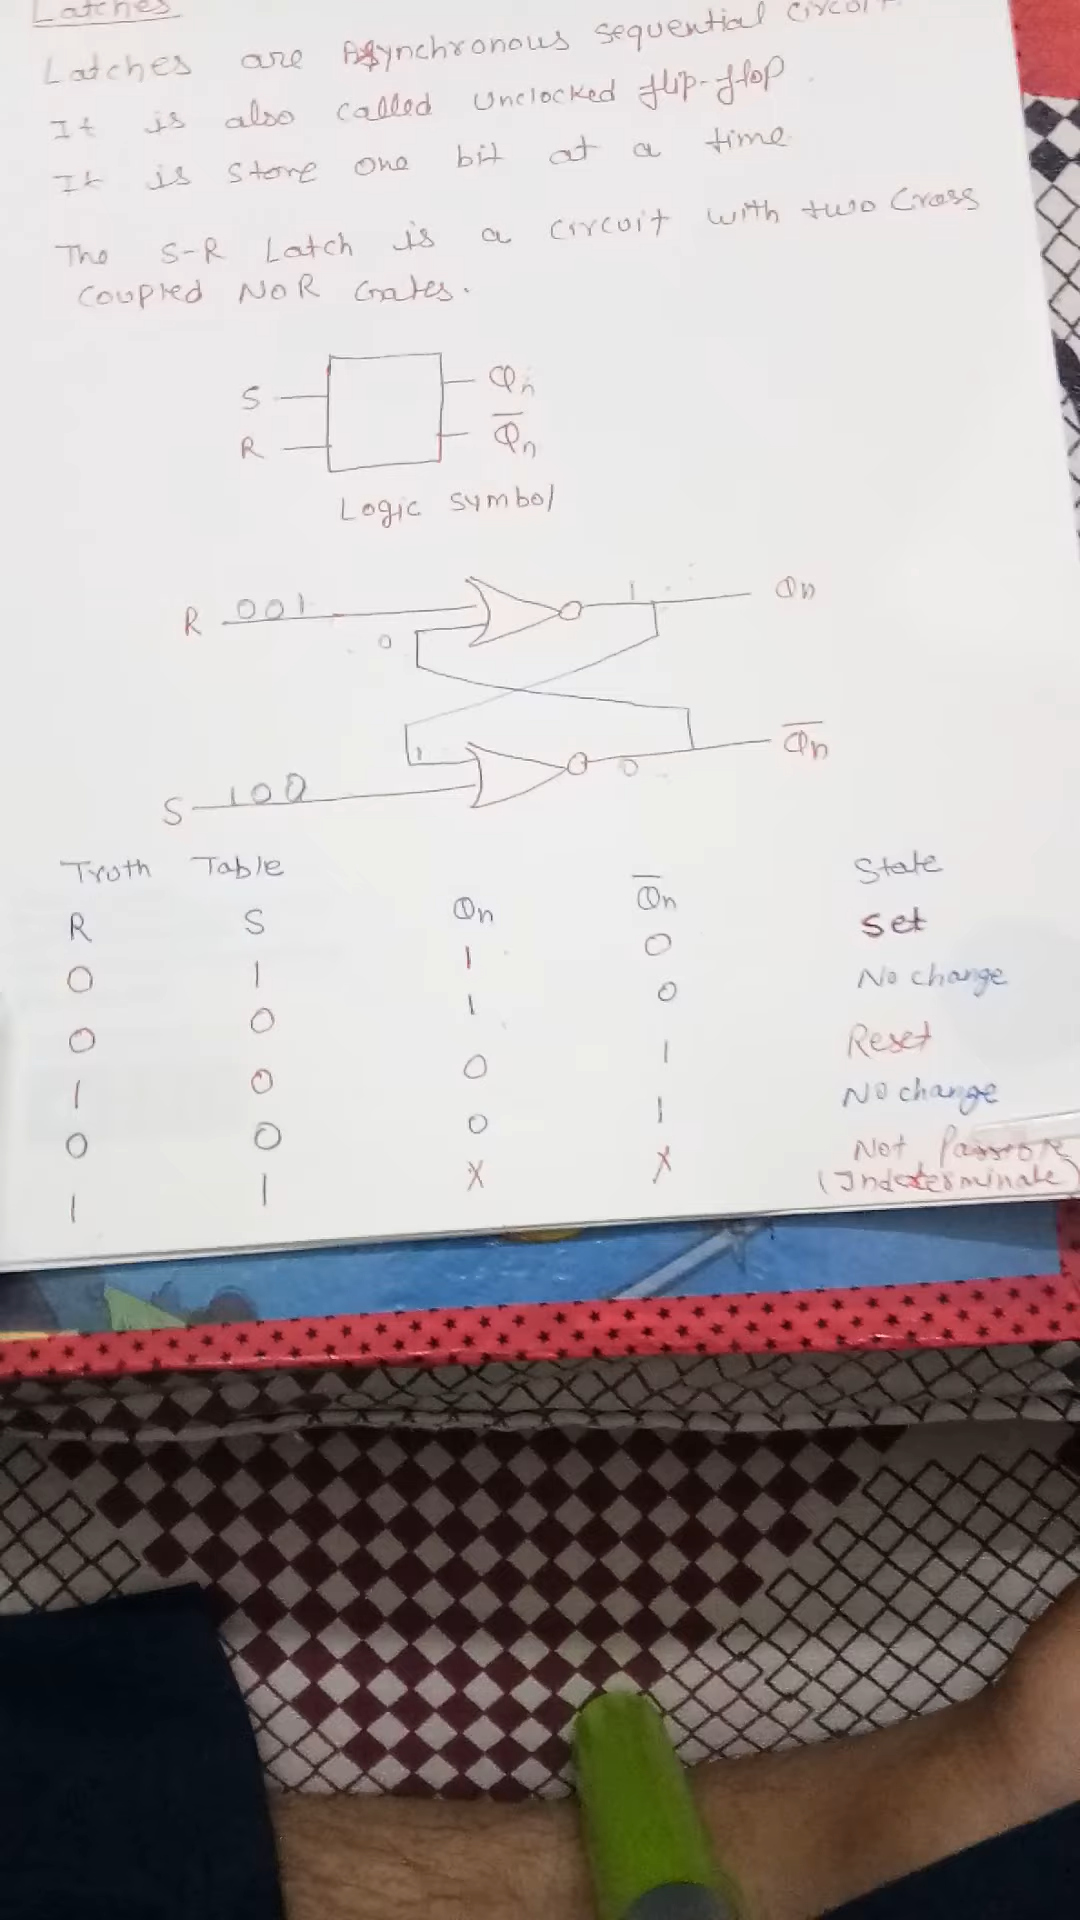 Latches
Latches are Asynchronous sequential circuit
It is also called Unclocked flip-flop.
It is store one bit at a time
The S-R Latch is a circuit with two Cross
Coupled NOR Gates.
S Qn
R Q̅n
Logic symbol
R 001 1 Qn
0
1
S 100 0 Q̅n
Truth Table
R S Qn Q̅n State
0 1 1 0 Set
0 0 1 0 No change
1 0 0 1 Reset
0 0 0 1 No change
1 1 X X Not
(Indeterminate)